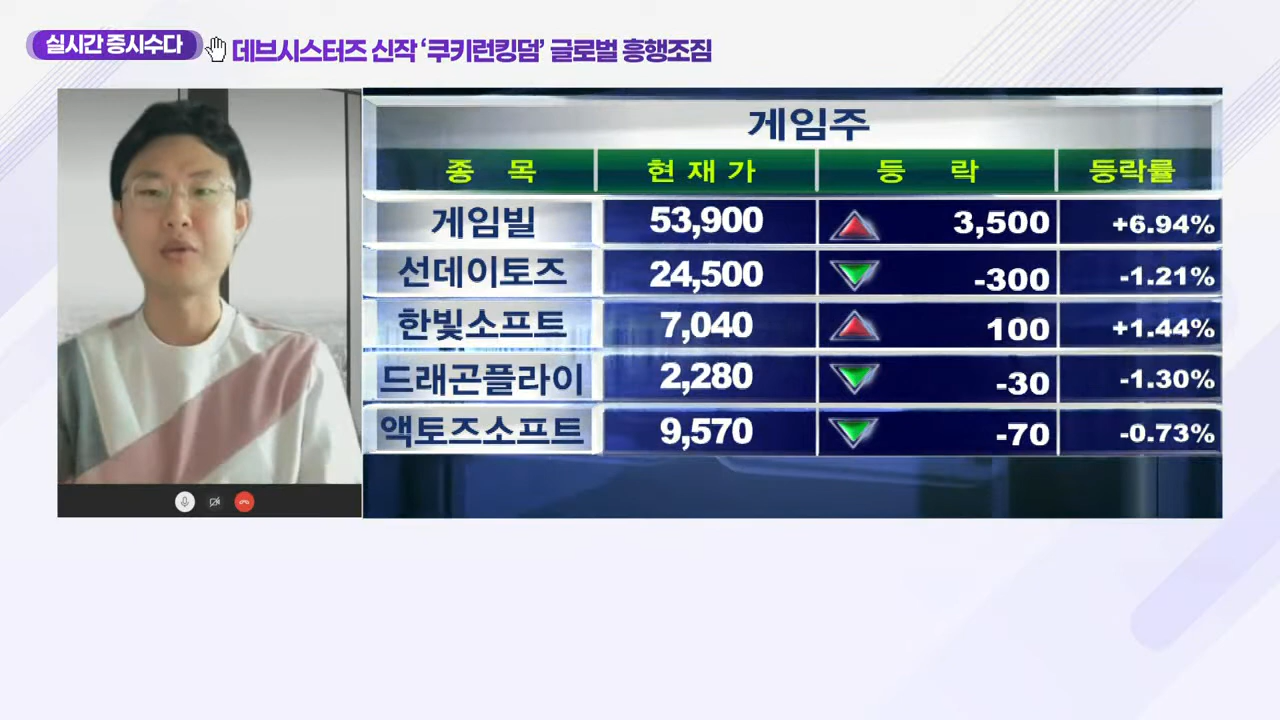 실시간 증시수다 데브시스터즈 신작 ‘쿠키런킹덤’ 글로벌 흥행조짐
게임주
종 목 현 재 가 등 락 등락률
게임빌 53,900 3,500 +6.94%
선데이토즈 24,500 -300 -1.21%
한빛소프트 7,040 100 +1.44%
드래곤플라이 2,280 -30 -1.30%
액토즈소프트 9,570 -70 -0.73%